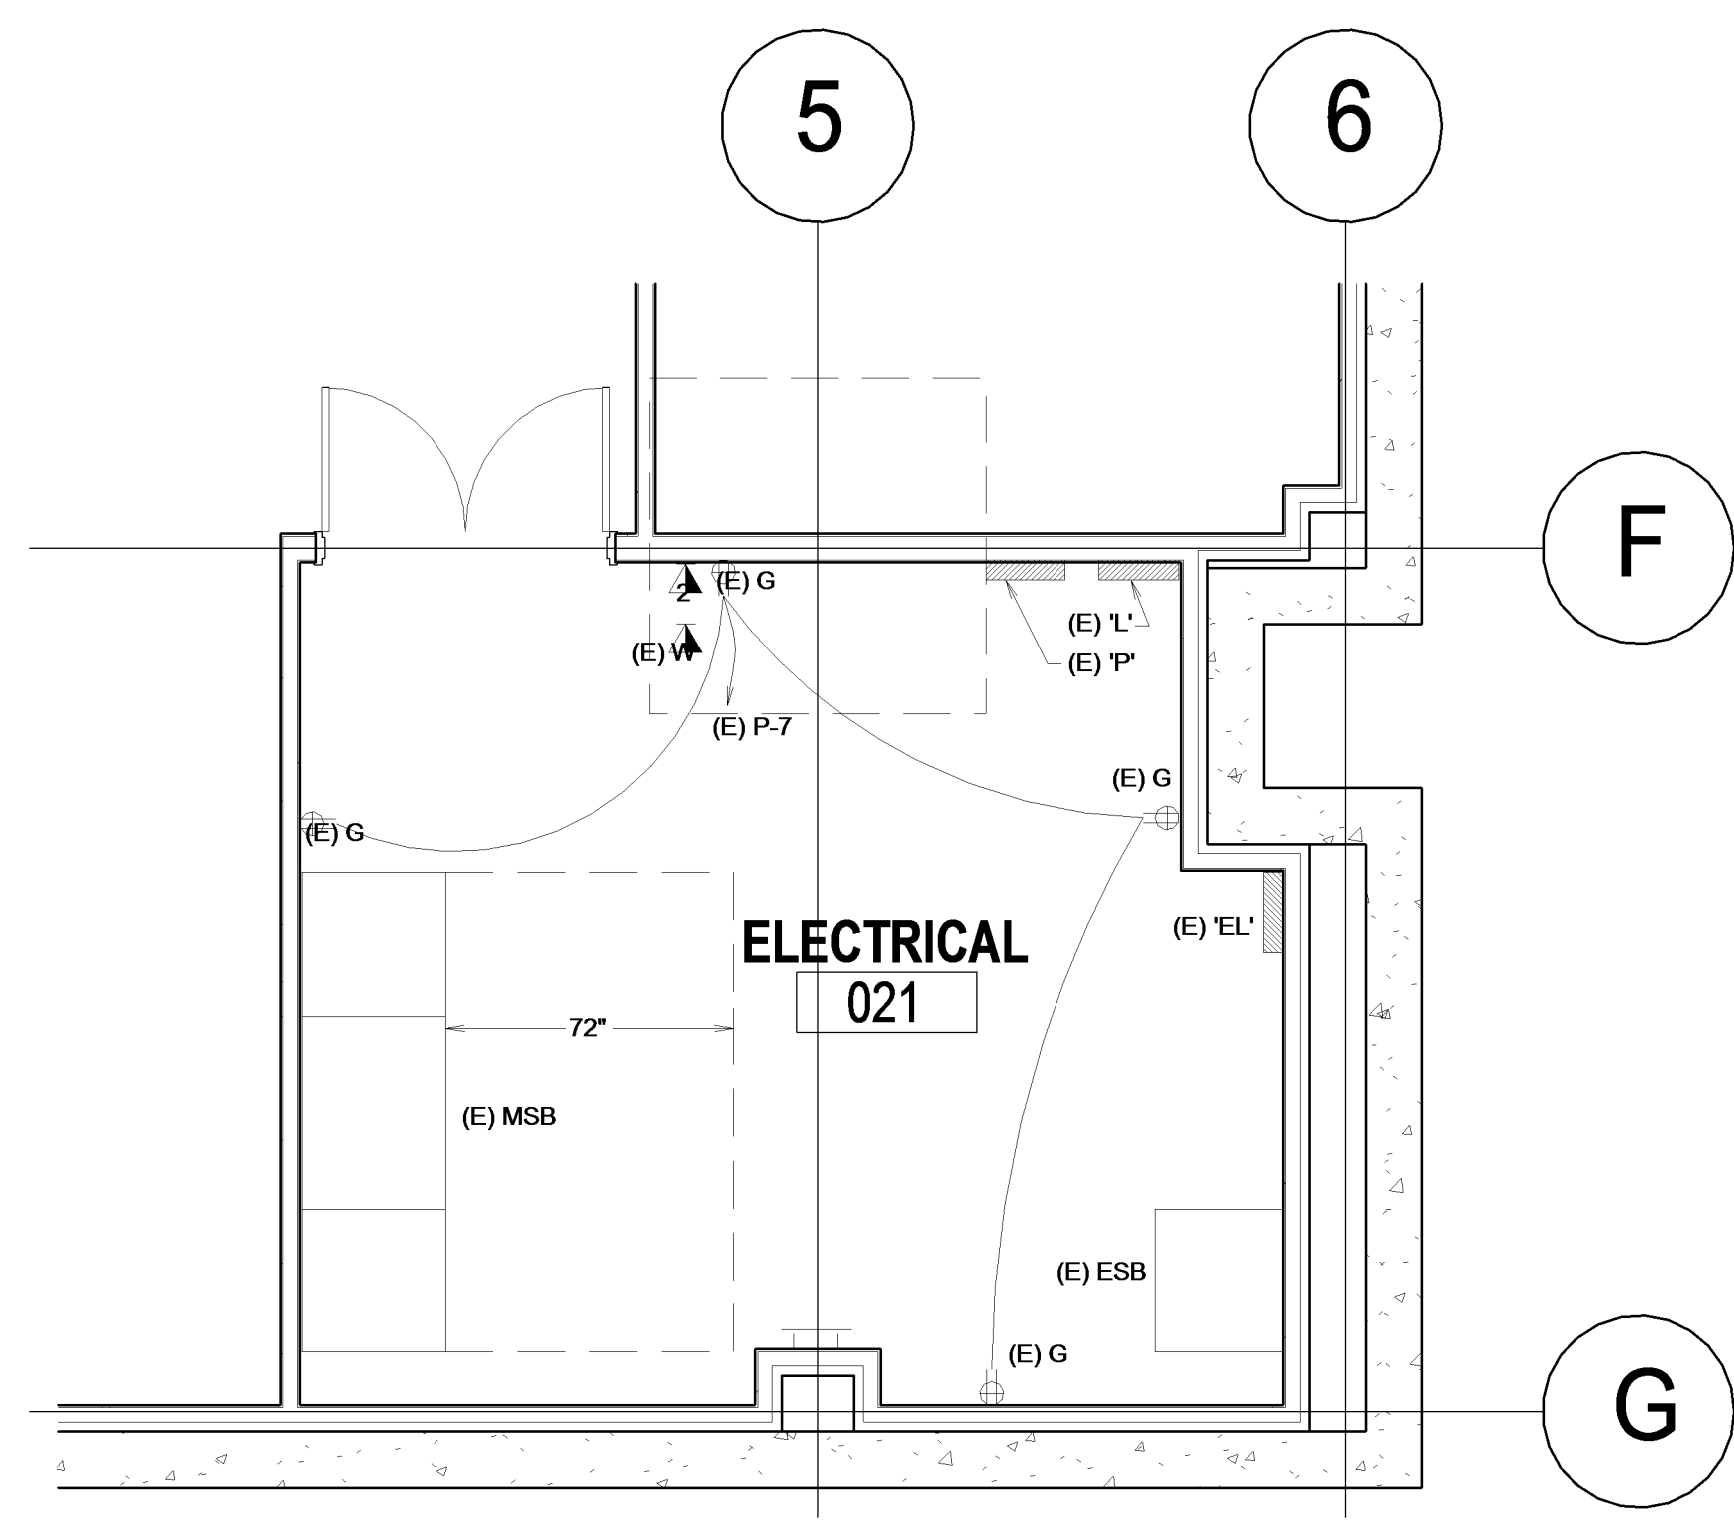 5
6
F
2
(E) G
(E) 'L'
(E) W
(E) 'P'
(E) P-7
(E) G
(E) G
ELECTRICAL
(E) 'EL'
021
72"
(E) MSB
(E) ESB
(E) G
G